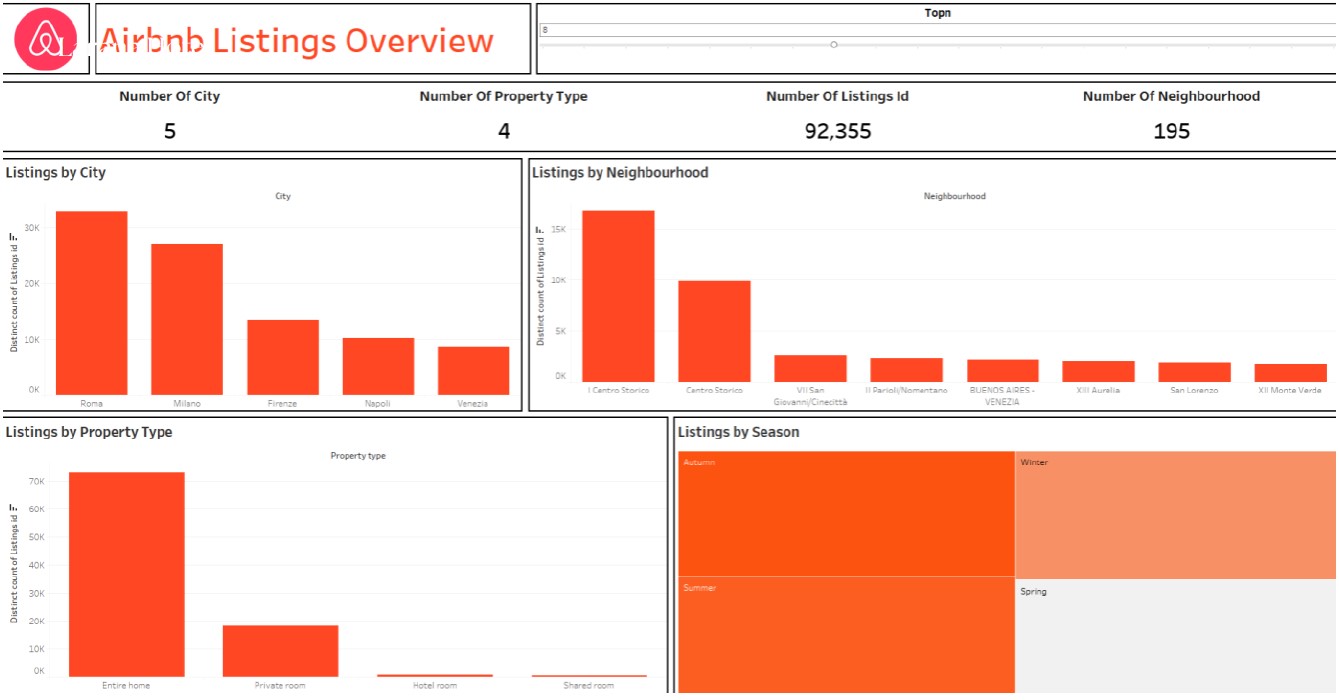 Topn
Airbnb Listings Overview
8
Number Of City
Number Of Property Type
Number Of Listings Id
Number Of Neighbourhood
5
4
92,355
195
Listings by City
City
Distinct count of Listings id
30K
20K
10K
0K
Roma
Milano
Firenze
Napoli
Venezia
Listings by Neighbourhood
Neighbourhood
Distinct count of Listings id
15K
10K
5K
0K
I Centro Storico
Centro Storico
VII San
Giovanni/Cinecittà
II Parioli/Nomentano
BUENOS AIRES -
VENEZIA
XIII Aurelia
San Lorenzo
XII Monte Verde
Listings by Property Type
Property type
Distinct count of Listings id
70K
60K
50K
40K
30K
20K
10K
0K
Entire home
Private room
Hotel room
Shared room
Listings by Season
Autumn
Winter
Summer
Spring